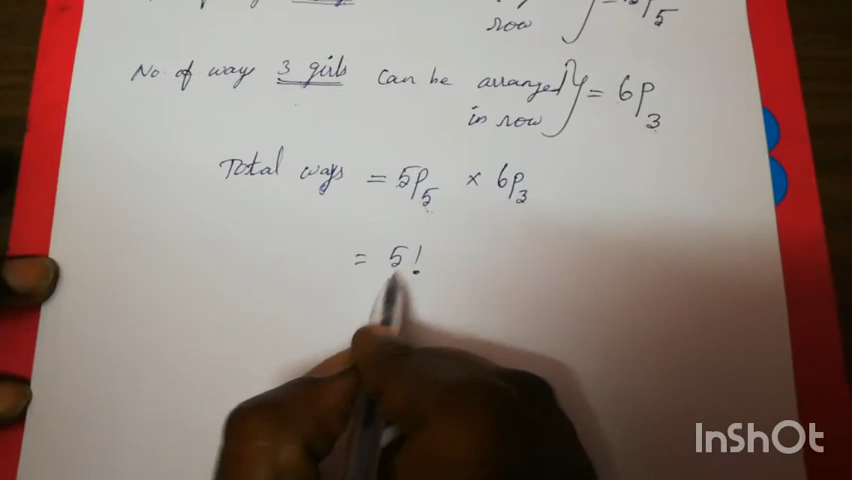 row
5
No of way 3 girls can be arranged = 6P3
in row
Total ways = 5P5 × 6P3
= 5!
InShOt